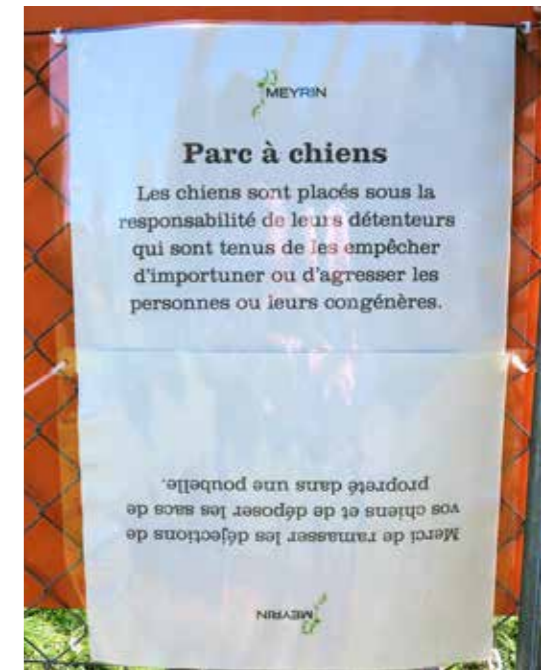 MEYRIN
Parc à chiens
Les chiens sont placés sous la
responsabilité de leurs détenteurs
qui sont tenus de les empêcher
d'importuner ou d'agresser les
personnes ou leurs congénères.
Merci de ramasser les déjections de
vos chiens et de déposer les sacs de
propreté dans une poubelle.
MEYRIN